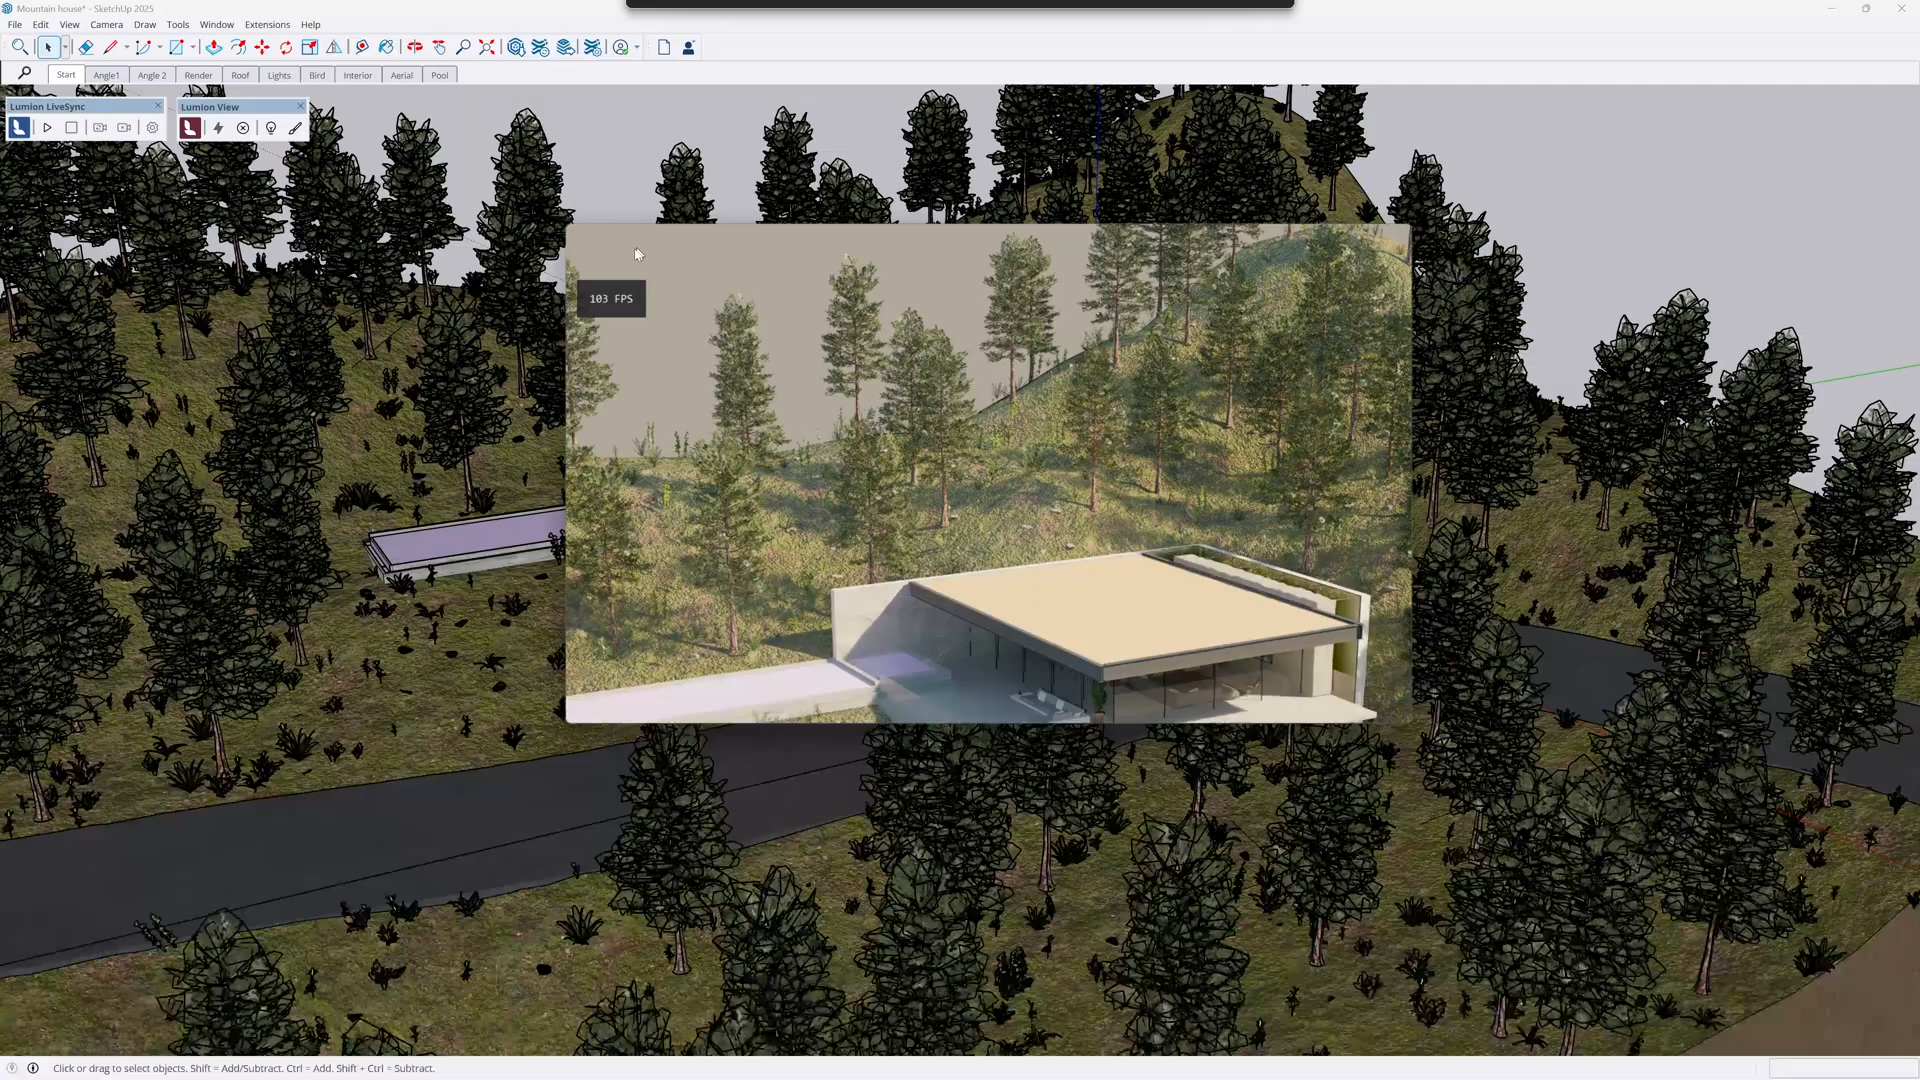 Mountain house* - SketchUp 2025
File Edit View Camera Draw Tools Window Extensions Help
Start Angle1 Angle 2 Render Roof Lights Bird Interior Aerial Pool
Lumion LiveSync
Lumion View
103 FPS
Click or drag to select objects. Shift = Add/Subtract. Ctrl = Add. Shift + Ctrl = Subtract.